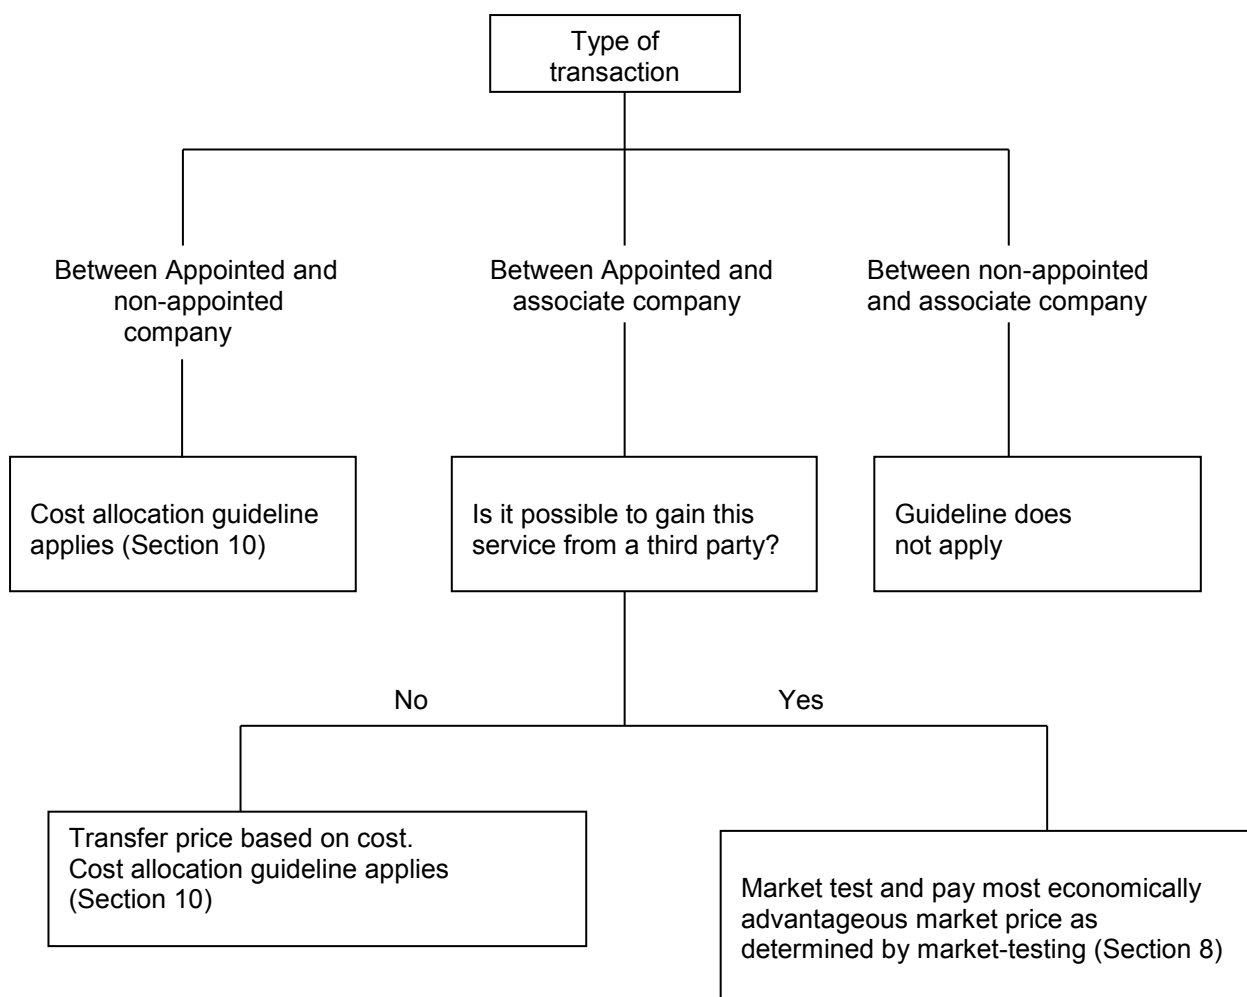 Type of
transaction
Between Appointed and
non-appointed
company
Between Appointed and
associate company
Between non-appointed
and associate company
Cost allocation guideline
applies (Section 10)
Is it possible to gain this
service from a third party?
Guideline does
not apply
No
Yes
Transfer price based on cost.
Cost allocation guideline applies
(Section 10)
Market test and pay most economically
advantageous market price as
determined by market-testing (Section 8)